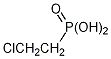 O
P(OH)₂
ClCH₂CH₂